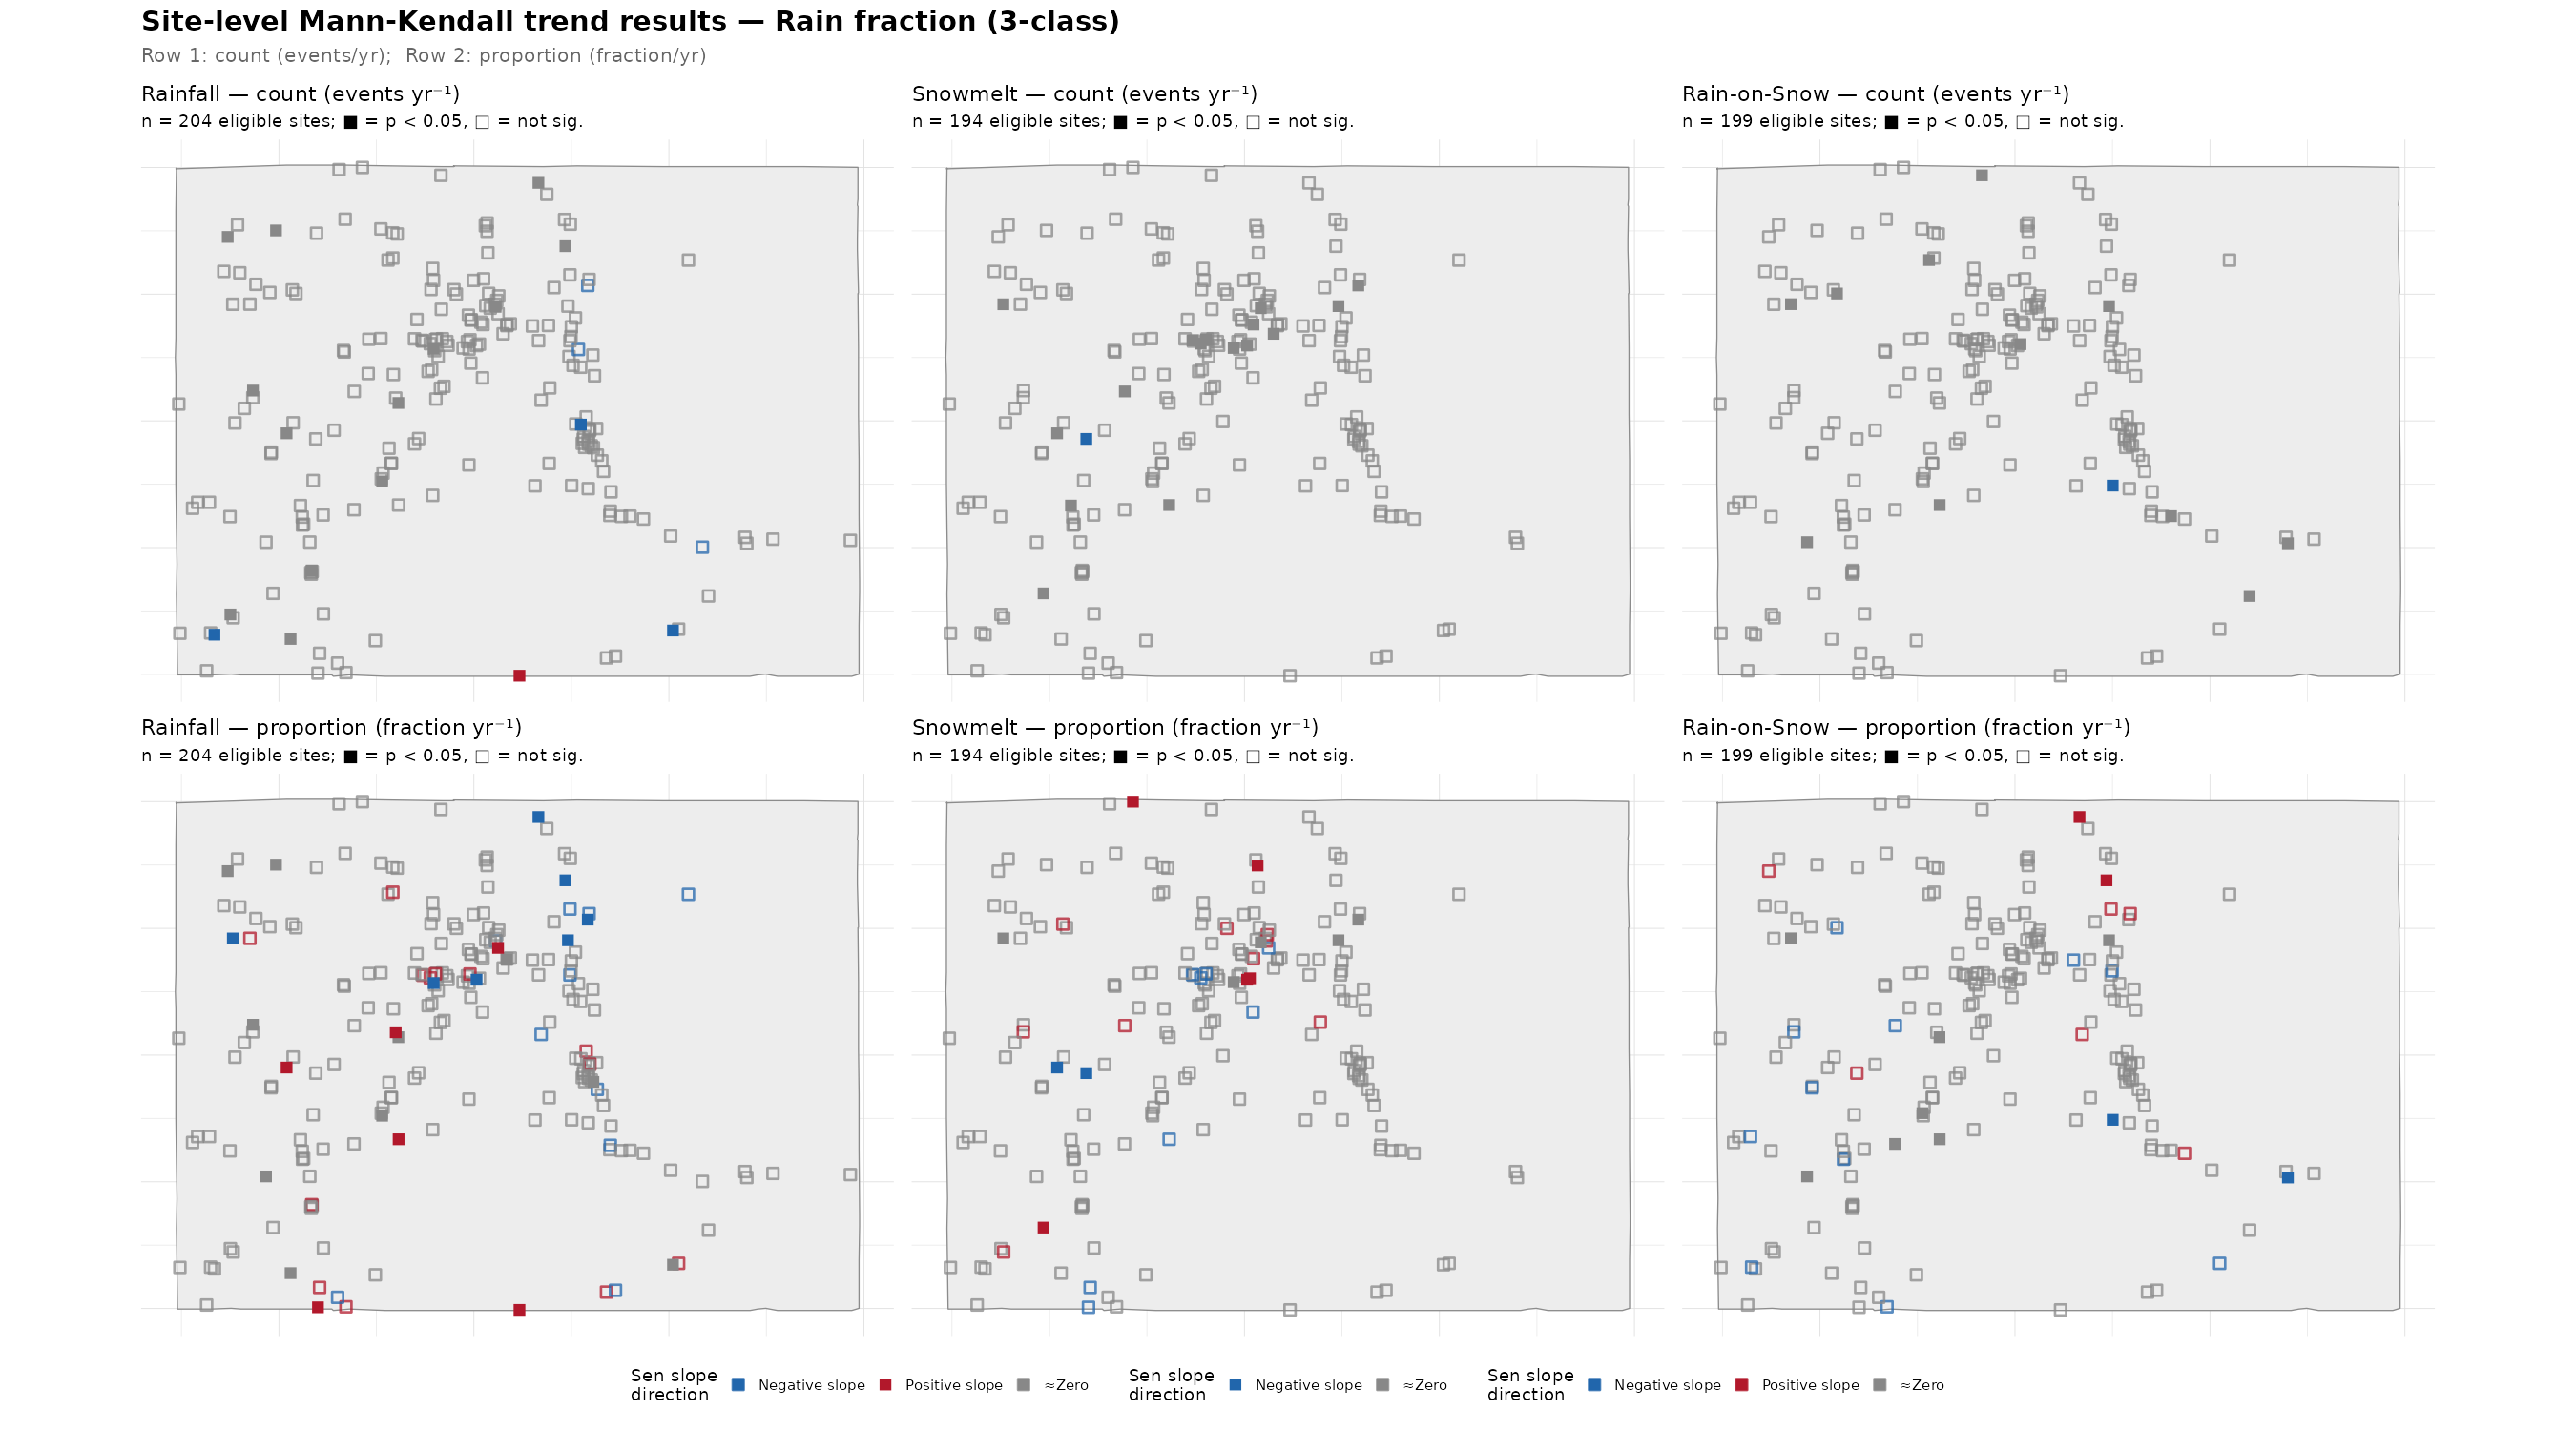 Site-level Mann-Kendall trend results — Rain fraction (3-class)
Row 1: count (events/yr);  Row 2: proportion (fraction/yr)
Rainfall — count (events yr⁻¹)
n = 204 eligible sites; ■ = p < 0.05, □ = not sig.
Snowmelt — count (events yr⁻¹)
n = 194 eligible sites; ■ = p < 0.05, □ = not sig.
Rain-on-Snow — count (events yr⁻¹)
n = 199 eligible sites; ■ = p < 0.05, □ = not sig.
Rainfall — proportion (fraction yr⁻¹)
n = 204 eligible sites; ■ = p < 0.05, □ = not sig.
Snowmelt — proportion (fraction yr⁻¹)
n = 194 eligible sites; ■ = p < 0.05, □ = not sig.
Rain-on-Snow — proportion (fraction yr⁻¹)
n = 199 eligible sites; ■ = p < 0.05, □ = not sig.
Sen slope
direction
Negative slope
Positive slope
≈Zero
Sen slope
direction
Negative slope
≈Zero
Sen slope
direction
Negative slope
Positive slope
≈Zero